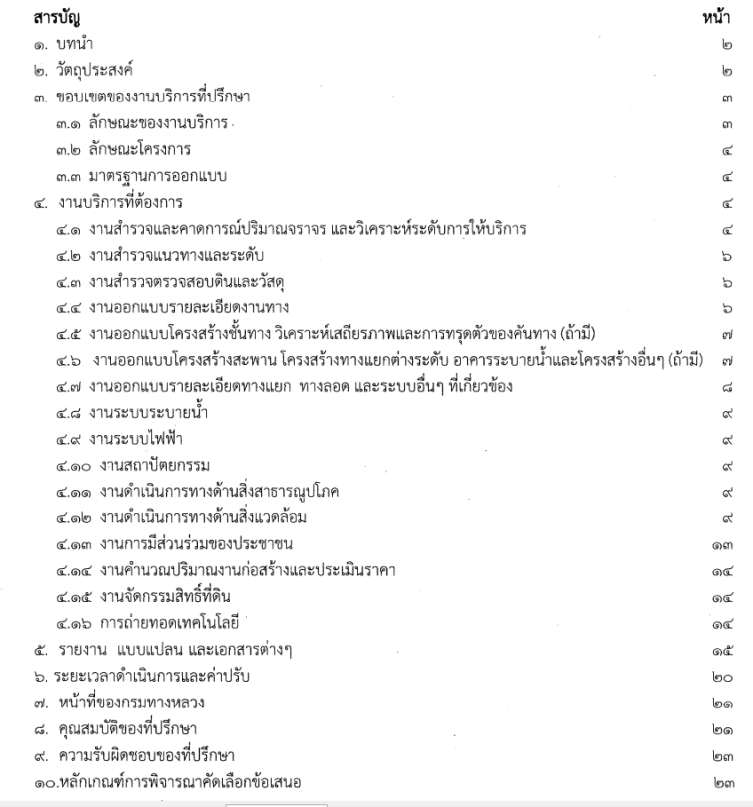 สารบัญ หน้า
๑. บทนำ ๒
๒. วัตถุประสงค์ ๒
๓. ขอบเขตของงานบริการที่ปรึกษา ๓
๓.๑ ลักษณะของงานบริการ ๓
๓.๒ ลักษณะโครงการ ๔
๓.๓ มาตรฐานการออกแบบ ๔
๔. งานบริการที่ต้องการ ๔
๔.๑ งานสำรวจและคาดการณ์ปริมาณจราจร และวิเคราะห์ระดับการให้บริการ ๔
๔.๒ งานสำรวจแนวทางและระดับ ๖
๔.๓ งานสำรวจตรวจสอบดินและวัสดุ ๖
๔.๔ งานออกแบบรายละเอียดงานทาง ๖
๔.๕ งานออกแบบโครงสร้างชั้นทาง วิเคราะห์เสถียรภาพและการทรุดตัวของคันทาง (ถ้ามี) ๗
๔.๖ งานออกแบบโครงสร้างสะพาน โครงสร้างทางแยกต่างระดับ อาคารระบายน้ำและโครงสร้างอื่นๆ (ถ้ามี) ๗
๔.๗ งานออกแบบรายละเอียดทางแยก ทางลอด และระบบอื่นๆ ที่เกี่ยวข้อง ๘
๔.๘ งานระบบระบายน้ำ ๙
๔.๙ งานระบบไฟฟ้า ๙
๔.๑๐ งานสถาปัตยกรรม ๙
๔.๑๑ งานดำเนินการทางด้านสิ่งสาธารณูปโภค ๙
๔.๑๒ งานดำเนินการทางด้านสิ่งแวดล้อม ๙
๔.๑๓ งานการมีส่วนร่วมของประชาชน ๑๓
๔.๑๔ งานคำนวณปริมาณงานก่อสร้างและประเมินราคา ๑๔
๔.๑๕ งานจัดกรรมสิทธิ์ที่ดิน ๑๔
๔.๑๖ การถ่ายทอดเทคโนโลยี ๑๔
๕. รายงาน แบบแปลน และเอกสารต่างๆ ๑๕
๖. ระยะเวลาดำเนินการและค่าปรับ ๒๐
๗. หน้าที่ของกรมทางหลวง ๒๑
๘. คุณสมบัติของที่ปรึกษา ๒๑
๙. ความรับผิดชอบของที่ปรึกษา ๒๓
๑๐.หลักเกณฑ์การพิจารณาคัดเลือกข้อเสนอ ๒๓